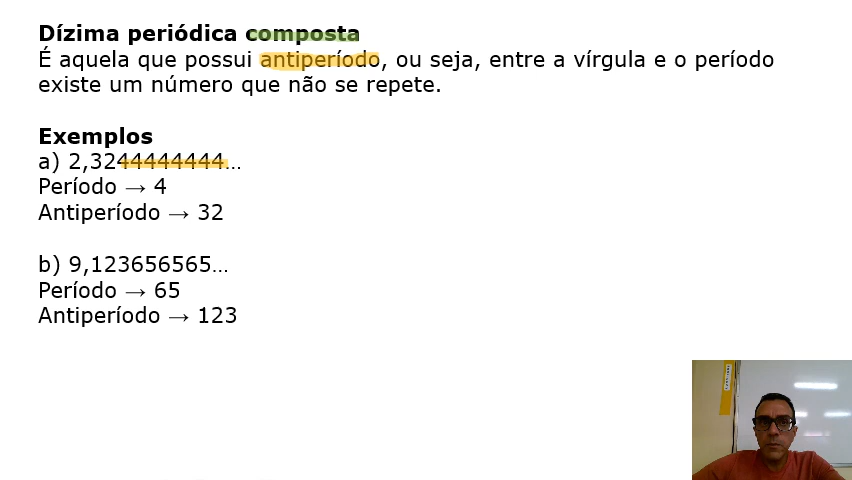 Dízima periódica composta
É aquela que possui antiperíodo, ou seja, entre a vírgula e o período
existe um número que não se repete.
Exemplos
a) 2,3244444444...
Período → 4
Antiperíodo → 32
b) 9,123656565...
Período → 65
Antiperíodo → 123